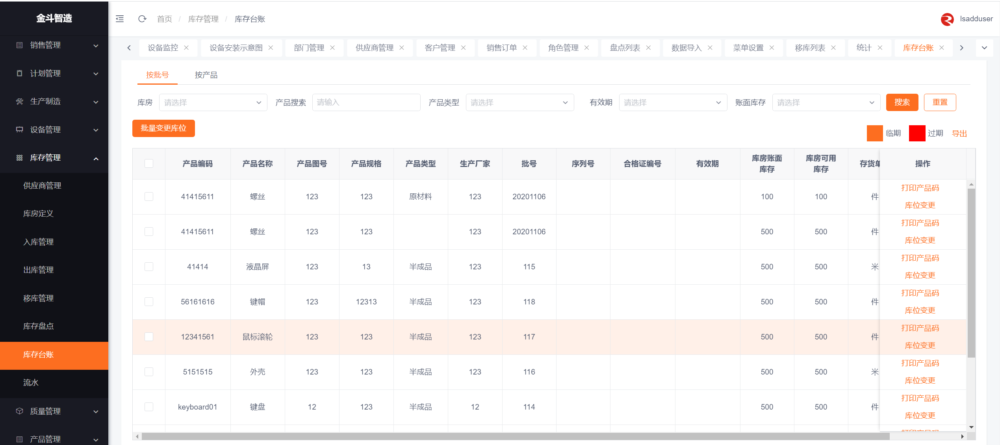 金斗智造
首页 / 库存管理 / 库存台账
lsadduser
销售管理
计划管理
生产制造
设备管理
库存管理
供应商管理
库房定义
入库管理
出库管理
移库管理
库存盘点
库存台账
流水
质量管理
产品管理
设备监控 设备安装示意图 部门管理 供应商管理 客户管理 销售订单 角色管理 盘点列表 数据导入 菜单设置 移库列表 统计 库存台账
按批号 按产品
库房 请选择 产品搜索 请输入 产品类型 请选择 有效期 请选择 账面库存 请选择 搜索 重置
批量变更库位
临期 过期 导出
产品编码 产品名称 产品图号 产品规格 产品类型 生产厂家 批号 序列号 合格证编号 有效期 库房账面库存 库房可用库存 存货单 操作
41415611 螺丝 123 123 原材料 123 20201106 100 100 件 打印产品码
库位变更
41415611 螺丝 123 123 123 20201106 500 500 件 打印产品码
库位变更
41414 液晶屏 123 13 半成品 123 115 500 500 米 打印产品码
库位变更
56161616 键帽 123 12313 半成品 123 118 500 500 件 打印产品码
库位变更
12341561 鼠标滚轮 123 123 半成品 123 117 500 500 件 打印产品码
库位变更
5151515 外壳 123 123 半成品 123 116 500 500 米 打印产品码
库位变更
keyboard01 键盘 12 123 半成品 12 114 500 500 件 打印产品码
库位变更